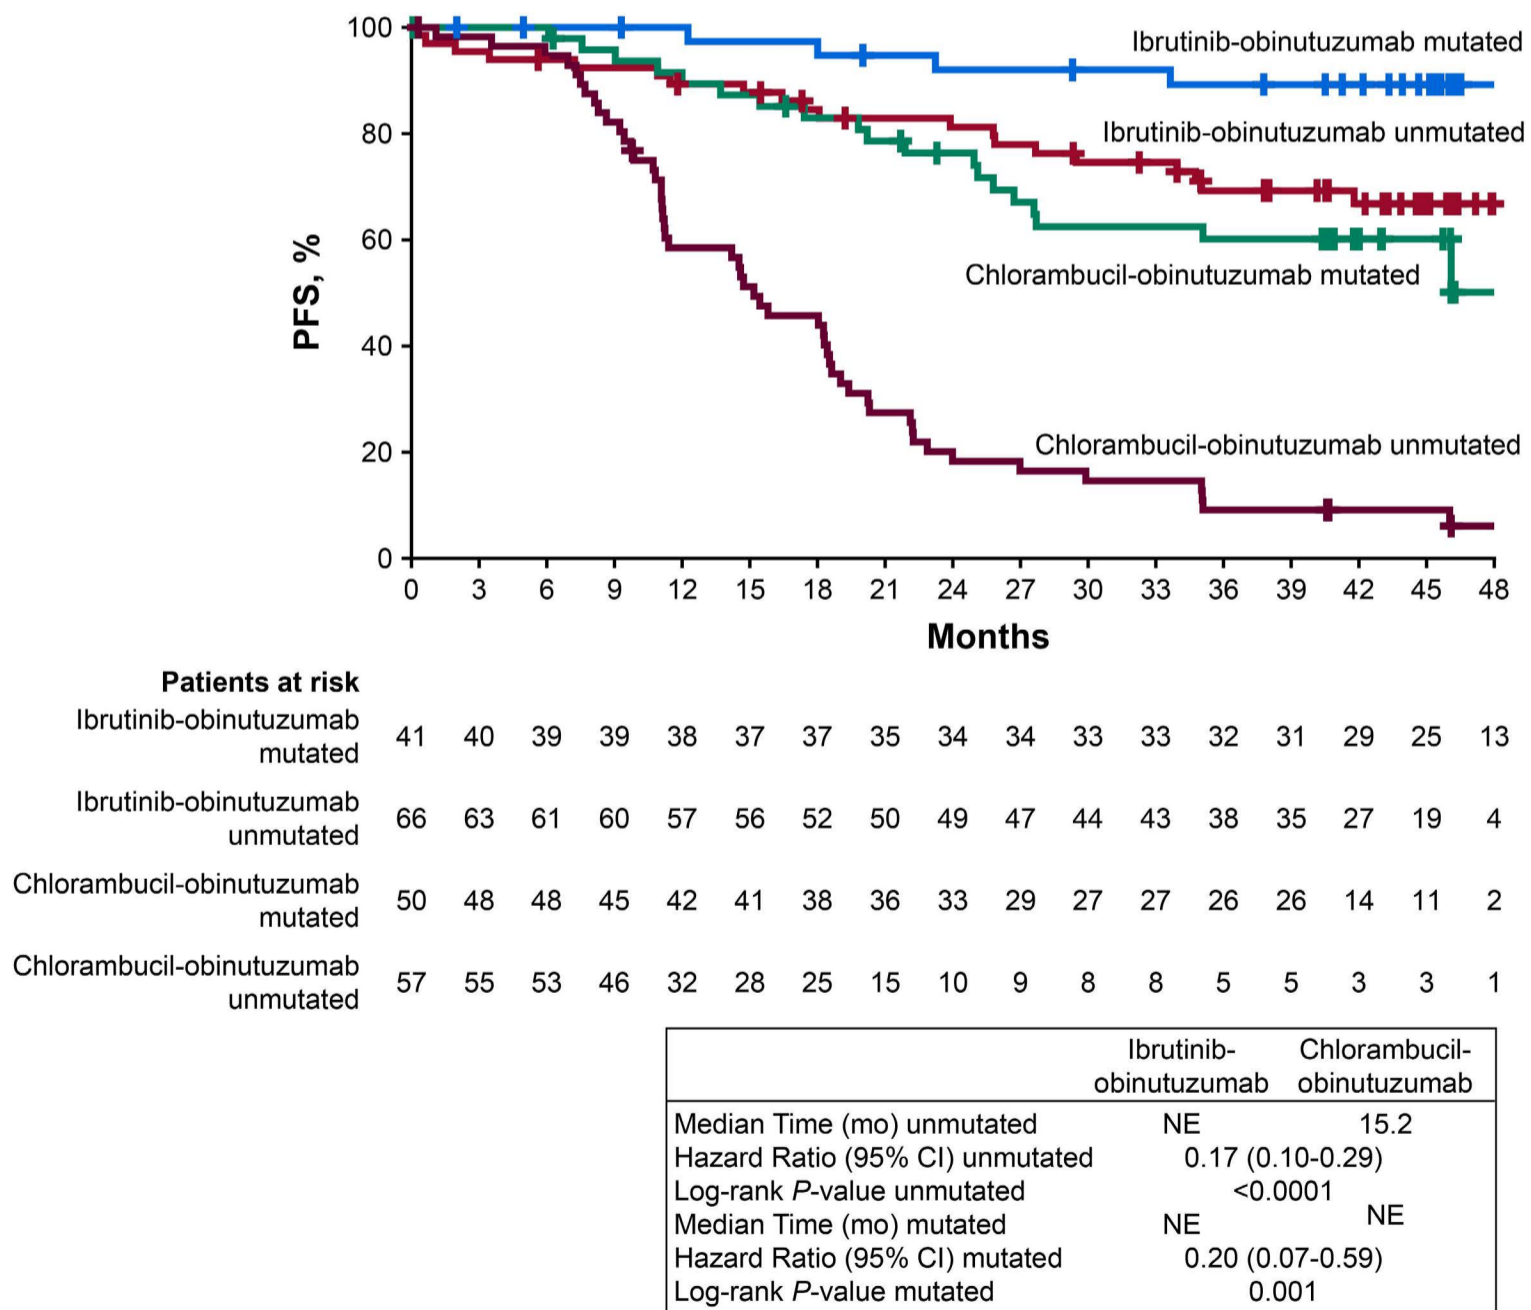 100
80
60
40
20
0
PFS, %
Ibrutinib-obinutuzumab mutated
Ibrutinib-obinutuzumab unmutated
Chlorambucil-obinutuzumab mutated
Chlorambucil-obinutuzumab unmutated
0 3 6 9 12 15 18 21 24 27 30 33 36 39 42 45 48
Months
Patients at risk
Ibrutinib-obinutuzumab
mutated 41 40 39 39 38 37 37 35 34 34 33 33 32 31 29 25 13
Ibrutinib-obinutuzumab
unmutated 66 63 61 60 57 56 52 50 49 47 44 43 38 35 27 19 4
Chlorambucil-obinutuzumab
mutated 50 48 48 45 42 41 38 36 33 29 27 27 26 26 14 11 2
Chlorambucil-obinutuzumab
unmutated 57 55 53 46 32 28 25 15 10 9 8 8 5 5 3 3 1
Ibrutinib- Chlorambucil-
obinutuzumab obinutuzumab
Median Time (mo) unmutated NE 15.2
Hazard Ratio (95% CI) unmutated 0.17 (0.10-0.29)
Log-rank P-value unmutated <0.0001
Median Time (mo) mutated NE NE
Hazard Ratio (95% CI) mutated 0.20 (0.07-0.59)
Log-rank P-value mutated 0.001